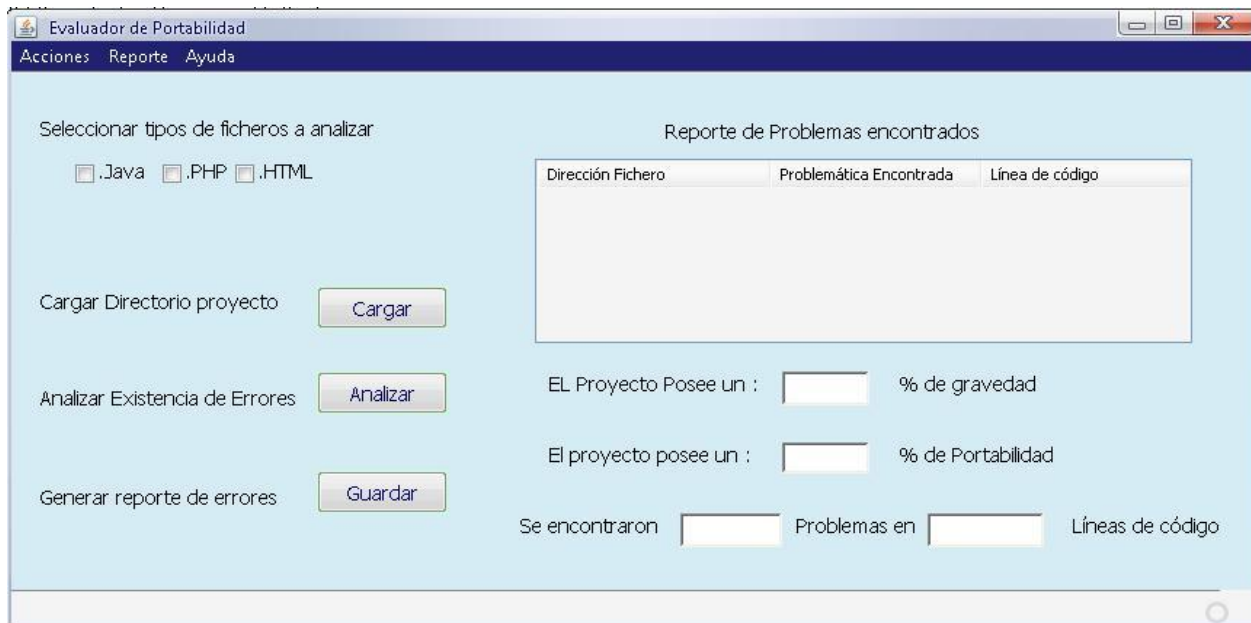 Evaluador de Portabilidad
Acciones Reporte Ayuda
Seleccionar tipos de ficheros a analizar
.Java .PHP .HTML
Cargar Directorio proyecto Cargar
Analizar Existencia de Errores Analizar
Generar reporte de errores Guardar
Reporte de Problemas encontrados
Dirección Fichero Problemática Encontrada Línea de código
EL Proyecto Posee un : % de gravedad
El proyecto posee un : % de Portabilidad
Se encontraron Problemas en Líneas de código